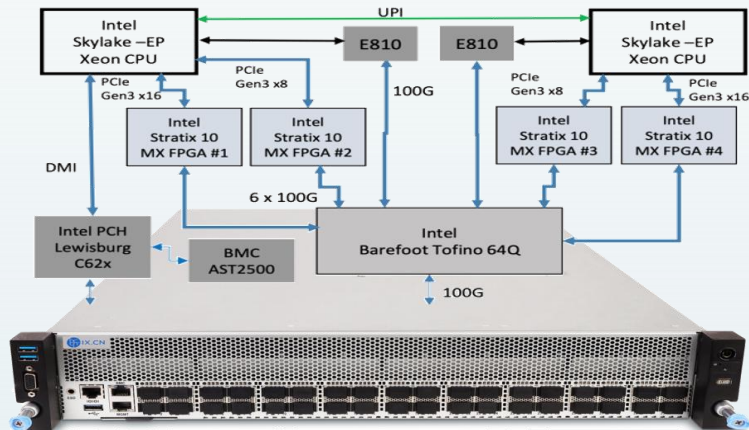 UPI
Intel
Skylake –EP
Xeon CPU
E810
E810
Intel
Skylake –EP
Xeon CPU
PCIe
Gen3 x16
PCIe
Gen3 x8
100G
PCIe
Gen3 x8
PCIe
Gen3 x16
Intel
Stratix 10
MX FPGA #1
Intel
Stratix 10
MX FPGA #2
Intel
Stratix 10
MX FPGA #3
Intel
Stratix 10
MX FPGA #4
DMI
6 x 100G
Intel PCH
Lewisburg
C62x
BMC
AST2500
Intel
Barefoot Tofino 64Q
100G
IX.CN